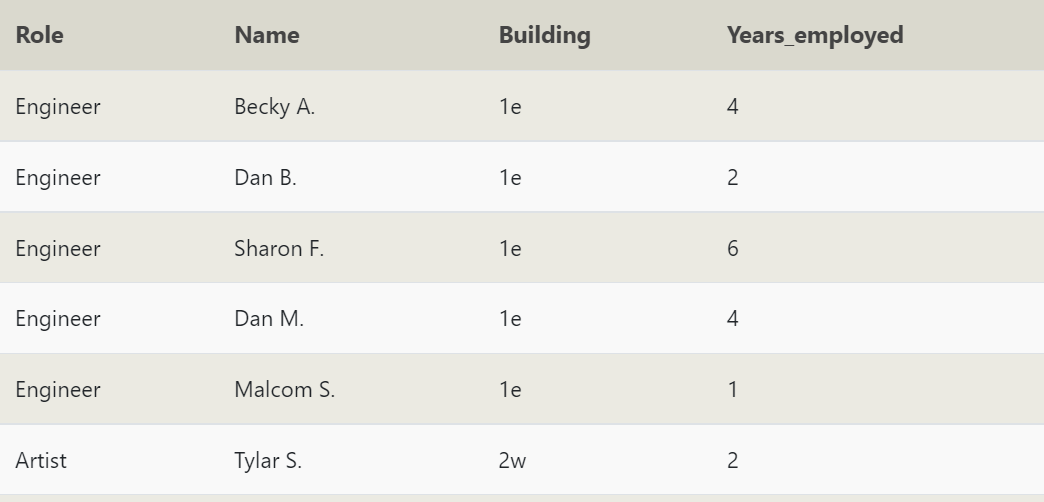 Role Name Building Years_employed
Engineer Becky A. 1e 4
Engineer Dan B. 1e 2
Engineer Sharon F. 1e 6
Engineer Dan M. 1e 4
Engineer Malcom S. 1e 1
Artist Tylar S. 2w 2